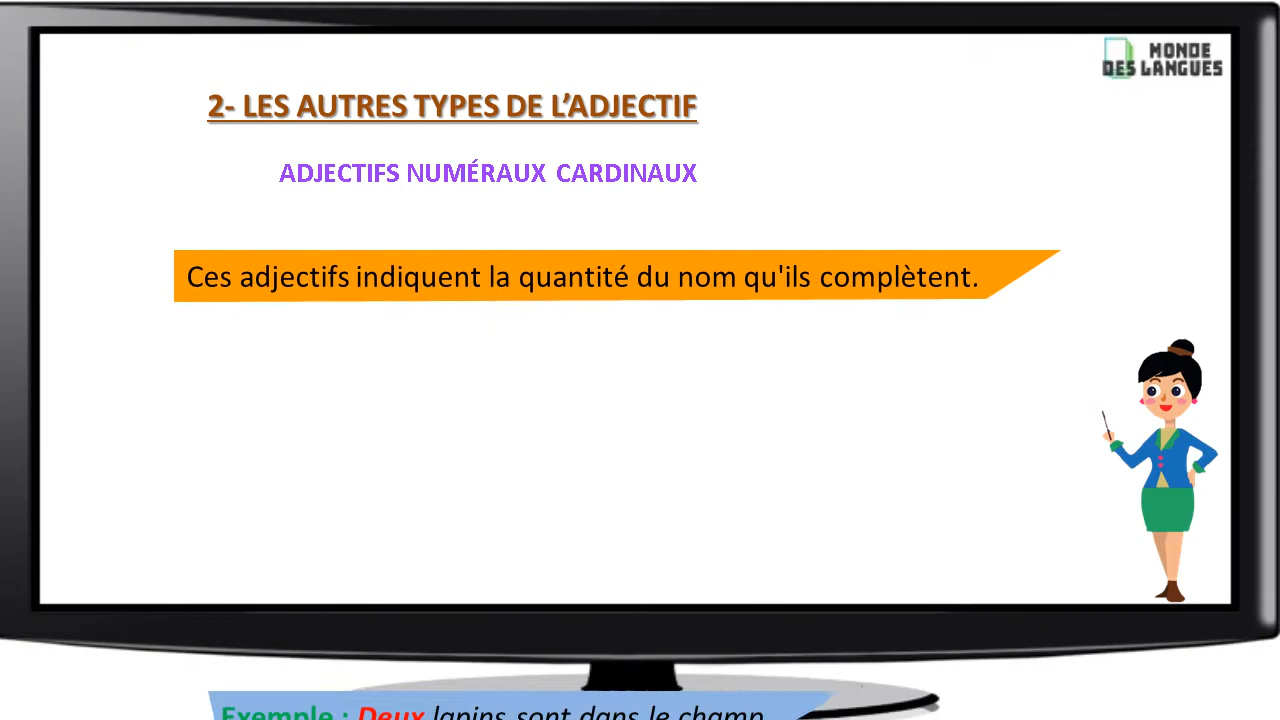 MONDE
DES LANGUES
2- LES AUTRES TYPES DE L’ADJECTIF
ADJECTIFS NUMÉRAUX CARDINAUX
Ces adjectifs indiquent la quantité du nom qu'ils complètent.
Exemple : Deux lapins sont dans le champ